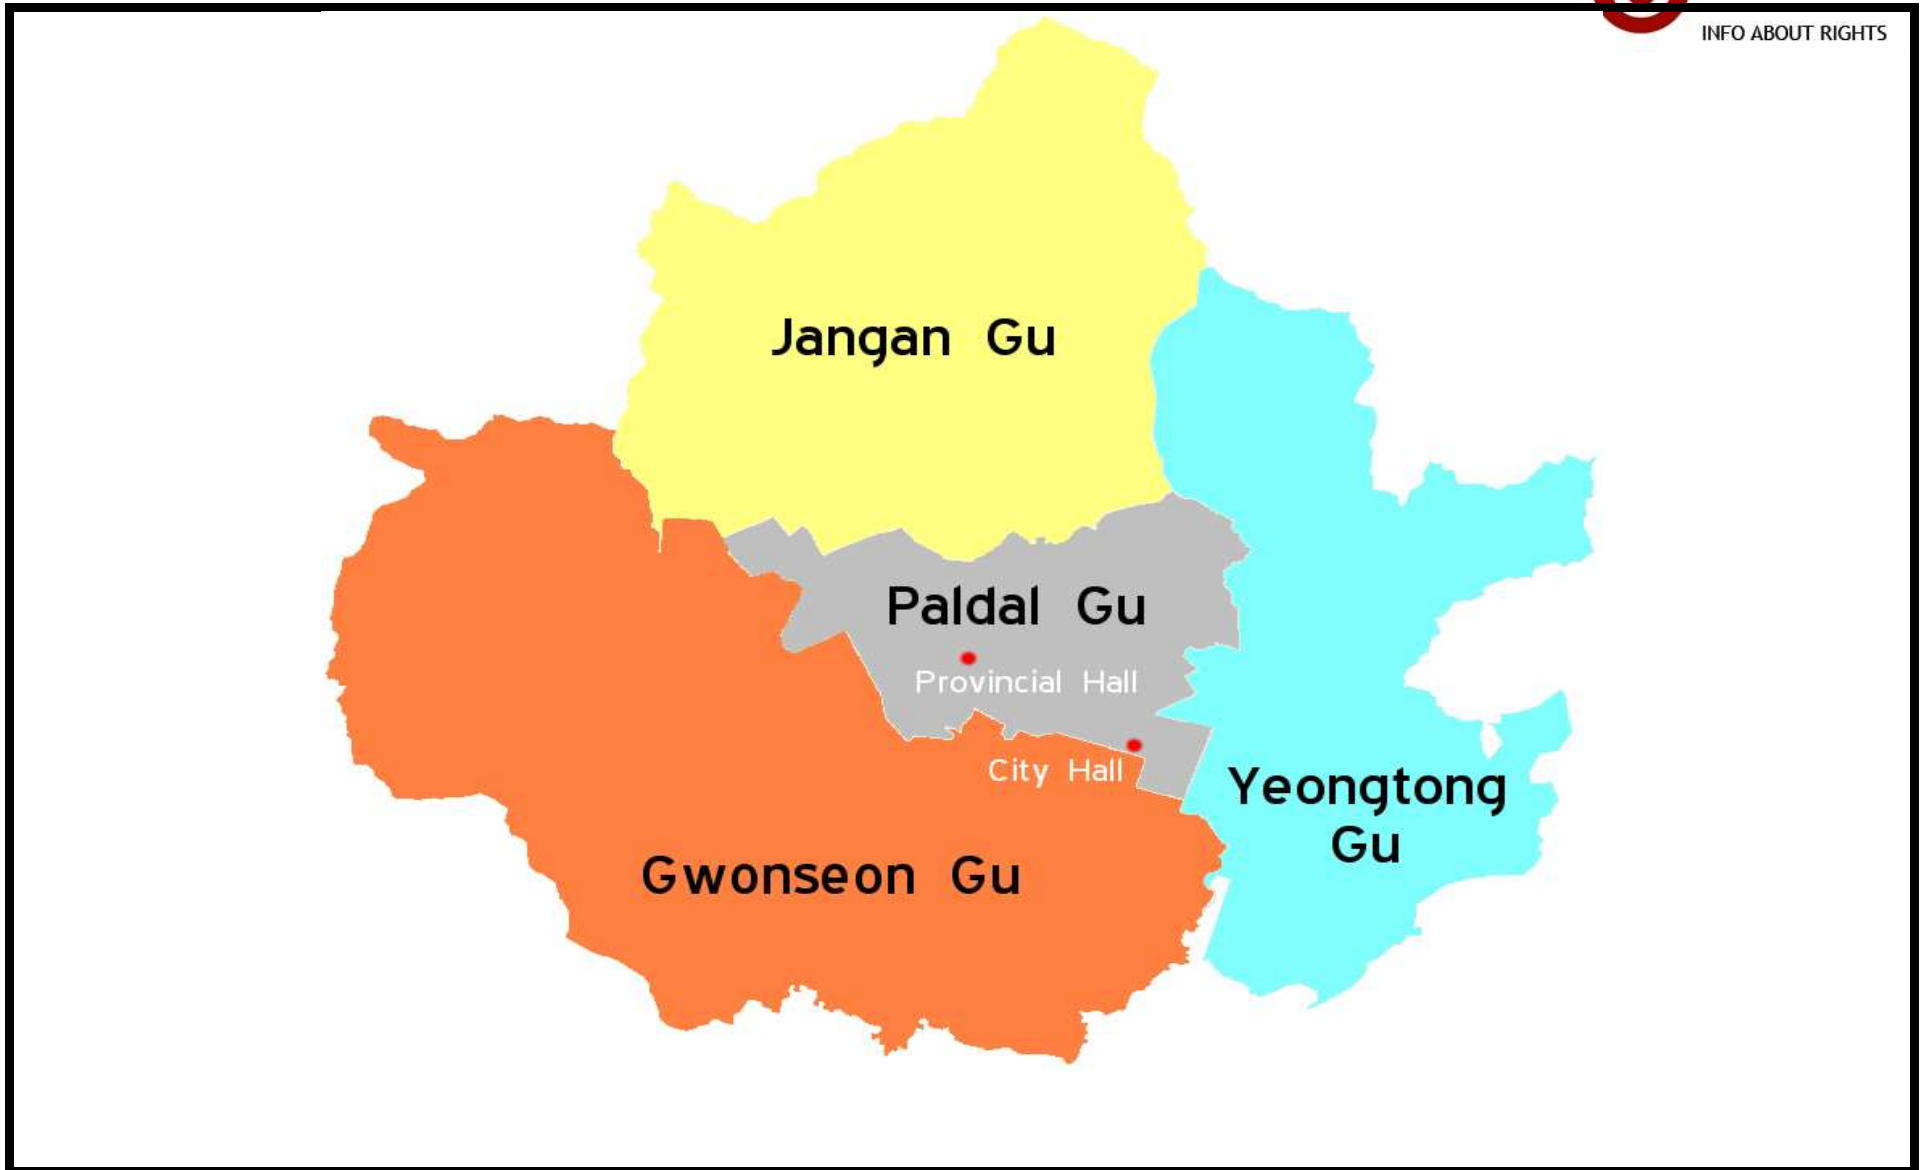 INFO ABOUT RIGHTS
Jangan Gu
Paldal Gu
Provincial Hall
City Hall
Yeongtong
Gu
Gwonseon Gu